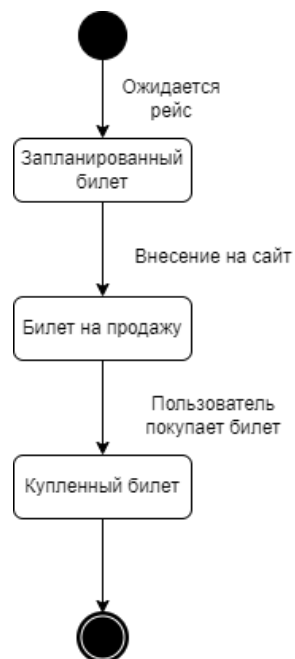 Ожидается
рейс
Запланированный
билет
Внесение на сайт
Билет на продажу
Пользователь
покупает билет
Купленный билет